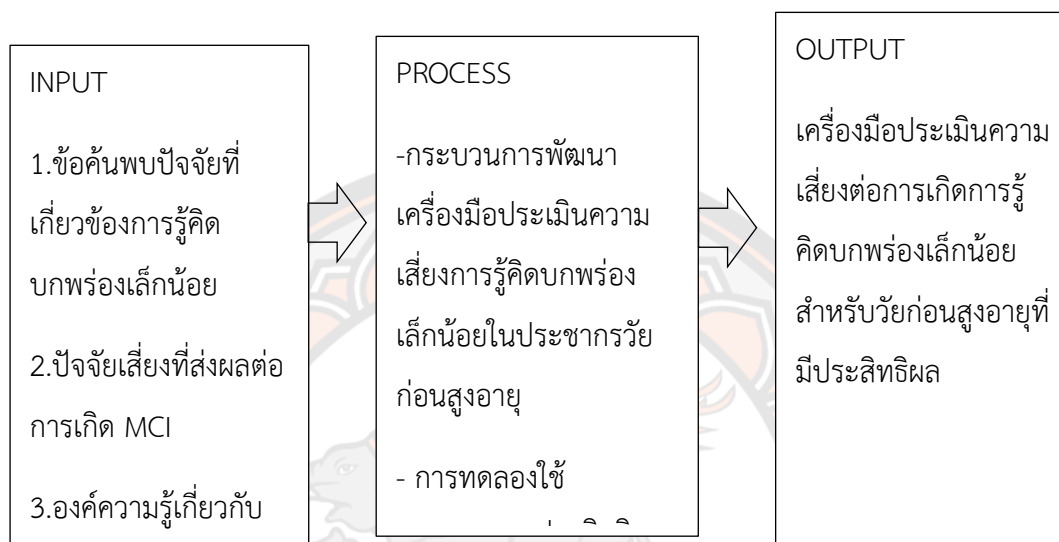 INPUT
1.ข้อค้นพบปัจจัยที่
เกี่ยวข้องการรู้คิด
บกพร่องเล็กน้อย
2.ปัจจัยเสี่ยงที่ส่งผลต่อ
การเกิด MCI
3.องค์ความรู้เกี่ยวกับ
PROCESS
-กระบวนการพัฒนา
เครื่องมือประเมินความ
เสี่ยงการรู้คิดบกพร่อง
เล็กน้อยในประชากรวัย
ก่อนสูงอายุ
- การทดลองใช้
OUTPUT
เครื่องมือประเมินความ
เสี่ยงต่อการเกิดการรู้
คิดบกพร่องเล็กน้อย
สำหรับวัยก่อนสูงอายุที่
มีประสิทธิผล